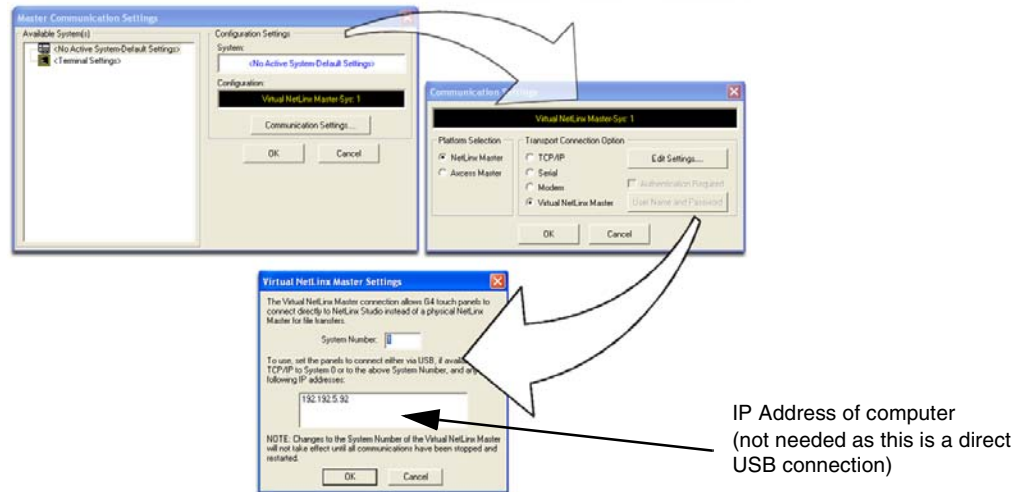 Master Communication Settings
Available System(s)
<No Active System-Default Settings>
<Terminal Settings>
Configuration Settings
System:
<No Active System-Default Settings>
Configuration:
Virtual NetLinx Master-Sys: 1
Communication Settings....
OK
Cancel
Communication
Virtual NetLinx Master-Sys: 1
Platform Selection
NetLinx Master
Axcess Master
Transport Connection Option
TCP/IP
Serial
Modem
Virtual NetLinx Master
Edit Settings....
Authentication Required
User Name and Password
OK
Cancel
Virtual NetLinx Master Settings
The Virtual NetLinx Master connection allows G4 touch panels to
connect directly to NetLinx Studio instead of a physical NetLinx
Master for file transfers.
System Number: 1
To use, set the panels to connect either via USB, if
TCP/IP to System 0 or to the above System Number, and
following IP addresses:
192.192.5.92
NOTE: Changes to the System Number of the Virtual NetLinx Master
will not take effect until all communications have been stopped and
restarted.
OK
Cancel
IP Address of computer
(not needed as this is a direct
USB connection)